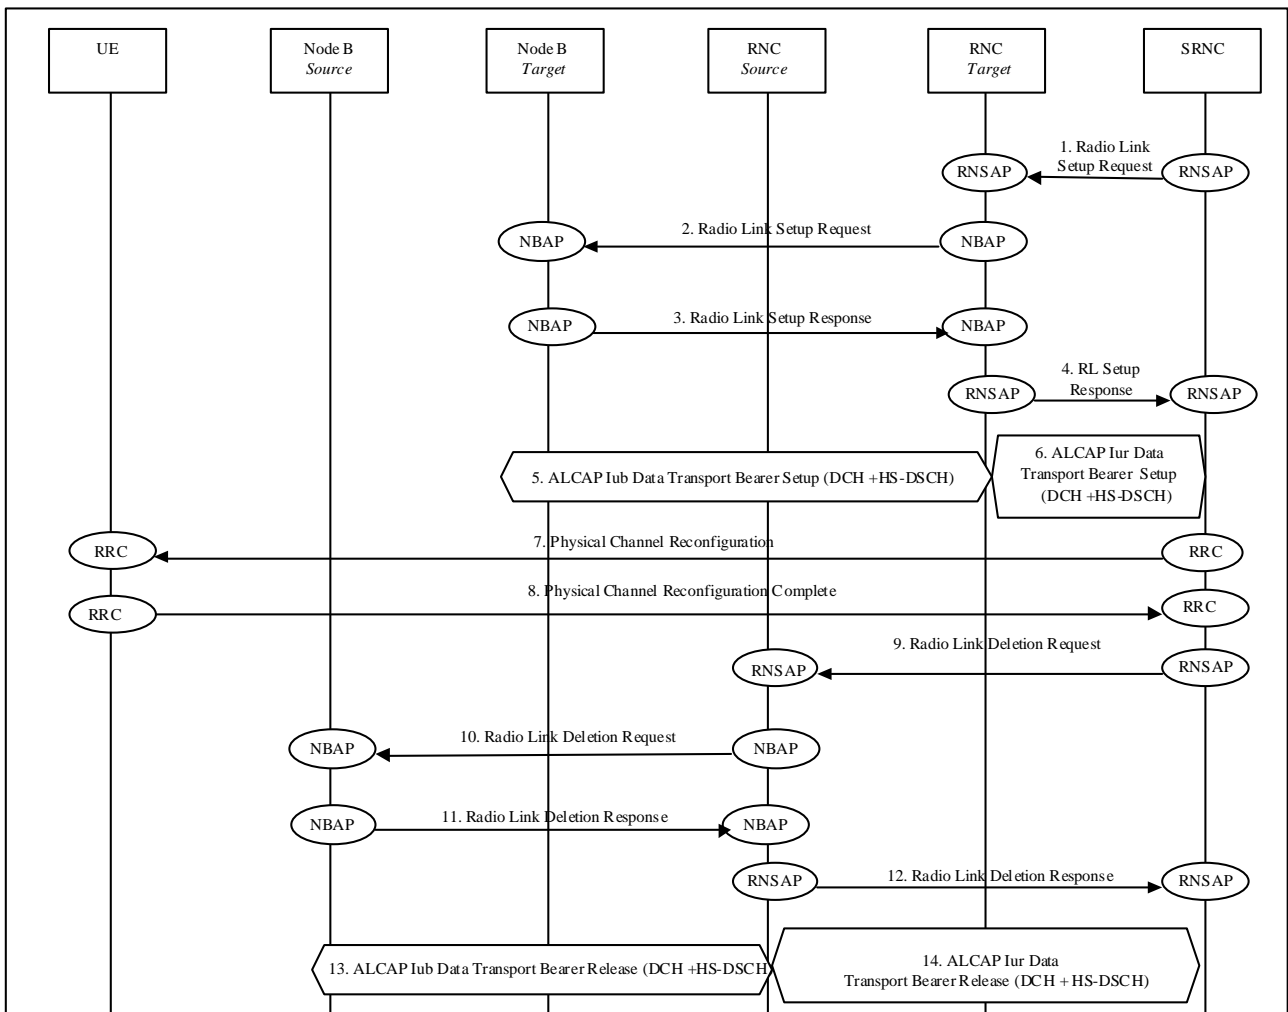 UE
Node B
Source
Node B
Target
RNC
Source
RNC
Target
SRNC
1. Radio Link
Setup Request
RNSAP
RNSAP
2. Radio Link Setup Request
NBAP
NBAP
3. Radio Link Setup Response
NBAP
NBAP
4. RL Setup
Response
RNSAP
RNSAP
5. ALCAP Iub Data Transport Bearer Setup (DCH +HS-DSCH)
6. ALCAP Iur Data
Transport Bearer Setup
(DCH +HS-DSCH)
7. Physical Channel Reconfiguration
RRC
RRC
8. Physical Channel Reconfiguration Complete
RRC
RRC
9. Radio Link Deletion Request
RNSAP
RNSAP
10. Radio Link Deletion Request
NBAP
NBAP
11. Radio Link Deletion Response
NBAP
NBAP
12. Radio Link Deletion Response
RNSAP
RNSAP
13. ALCAP Iub Data Transport Bearer Release (DCH +HS-DSCH)
14. ALCAP Iur Data
Transport Bearer Release (DCH + HS-DSCH)